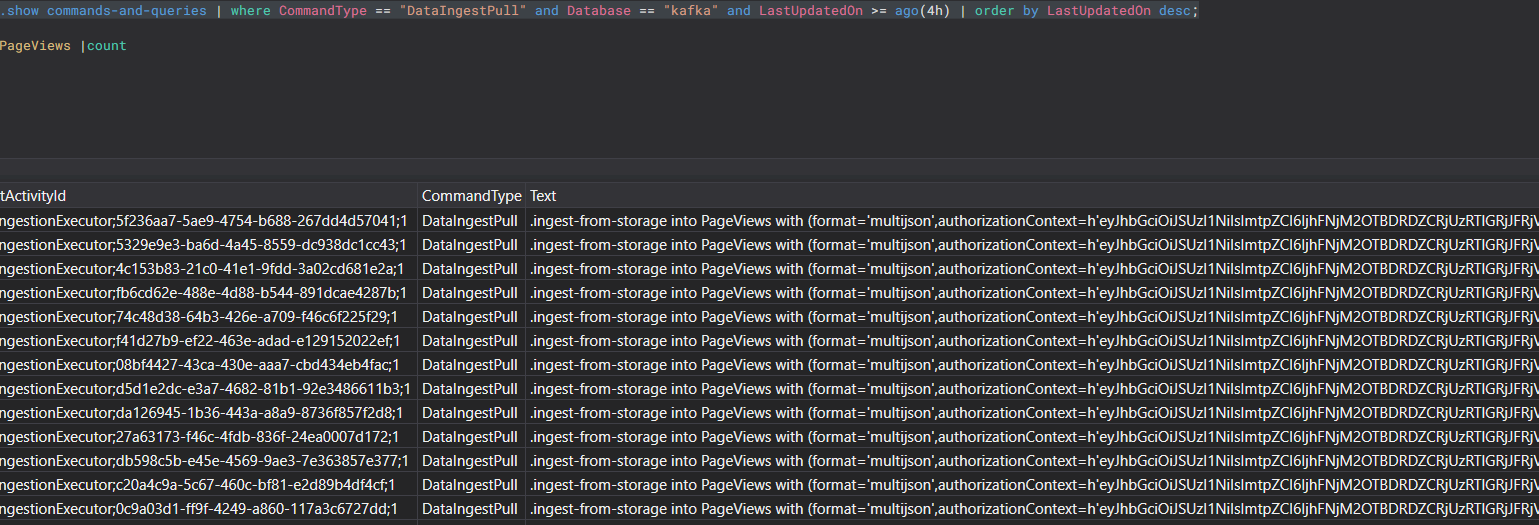 .show commands-and-queries | where CommandType == "DataIngestPull" and Database == "kafka" and LastUpdatedOn >= ago(4h) | order by LastUpdatedOn desc;
PageViews |count
tActivityId CommandType Text
ngestionExecutor;5f236aa7-5ae9-4754-b688-267dd4d57041;1 DataIngestPull .ingest-from-storage into PageViews with (format='multijson',authorizationContext=h'eyJhbGciOiJSUzI1NiIsImtpZCI6IjhFNjM2OTBDRDZCRjUzRTlGRjJFRjV
ngestionExecutor;5329e9e3-ba6d-4a45-8559-dc938dc1cc43;1 DataIngestPull .ingest-from-storage into PageViews with (format='multijson',authorizationContext=h'eyJhbGciOiJSUzI1NiIsImtpZCI6IjhFNjM2OTBDRDZCRjUzRTlGRjJFRjV
ngestionExecutor;4c153b83-21c0-41e1-9fdd-3a02cd681e2a;1 DataIngestPull .ingest-from-storage into PageViews with (format='multijson',authorizationContext=h'eyJhbGciOiJSUzI1NiIsImtpZCI6IjhFNjM2OTBDRDZCRjUzRTlGRjJFRjV
ngestionExecutor;fb6cd62e-488e-4d88-b544-891dcae4287b;1 DataIngestPull .ingest-from-storage into PageViews with (format='multijson',authorizationContext=h'eyJhbGciOiJSUzI1NiIsImtpZCI6IjhFNjM2OTBDRDZCRjUzRTlGRjJFRjV
ngestionExecutor;74c48d38-64b3-426e-a709-f46c6f225f29;1 DataIngestPull .ingest-from-storage into PageViews with (format='multijson',authorizationContext=h'eyJhbGciOiJSUzI1NiIsImtpZCI6IjhFNjM2OTBDRDZCRjUzRTlGRjJFRjV
ngestionExecutor;f41d27b9-ef22-463e-adad-e129152022ef;1 DataIngestPull .ingest-from-storage into PageViews with (format='multijson',authorizationContext=h'eyJhbGciOiJSUzI1NiIsImtpZCI6IjhFNjM2OTBDRDZCRjUzRTlGRjJFRjV
ngestionExecutor;08bf4427-43ca-430e-aaa7-cbd434eb4fac;1 DataIngestPull .ingest-from-storage into PageViews with (format='multijson',authorizationContext=h'eyJhbGciOiJSUzI1NiIsImtpZCI6IjhFNjM2OTBDRDZCRjUzRTlGRjJFRjV
ngestionExecutor;d5d1e2dc-e3a7-4682-81b1-92e3486611b3;1 DataIngestPull .ingest-from-storage into PageViews with (format='multijson',authorizationContext=h'eyJhbGciOiJSUzI1NiIsImtpZCI6IjhFNjM2OTBDRDZCRjUzRTlGRjJFRjV
ngestionExecutor;da126945-1b36-443a-a8a9-8736f857f2d8;1 DataIngestPull .ingest-from-storage into PageViews with (format='multijson',authorizationContext=h'eyJhbGciOiJSUzI1NiIsImtpZCI6IjhFNjM2OTBDRDZCRjUzRTlGRjJFRjV
ngestionExecutor;27a63173-f46c-4fdb-836f-24ea0007d172;1 DataIngestPull .ingest-from-storage into PageViews with (format='multijson',authorizationContext=h'eyJhbGciOiJSUzI1NiIsImtpZCI6IjhFNjM2OTBDRDZCRjUzRTlGRjJFRjV
ngestionExecutor;db598c5b-e45e-4569-9ae3-7e363857e377;1 DataIngestPull .ingest-from-storage into PageViews with (format='multijson',authorizationContext=h'eyJhbGciOiJSUzI1NiIsImtpZCI6IjhFNjM2OTBDRDZCRjUzRTlGRjJFRjV
ngestionExecutor;c20a4c9a-5c67-460c-bf81-e2d89b4df4cf;1 DataIngestPull .ingest-from-storage into PageViews with (format='multijson',authorizationContext=h'eyJhbGciOiJSUzI1NiIsImtpZCI6IjhFNjM2OTBDRDZCRjUzRTlGRjJFRjV
ngestionExecutor;0c9a03d1-ff9f-4249-a860-117a3c6727dd;1 DataIngestPull .ingest-from-storage into PageViews with (format='multijson',authorizationContext=h'eyJhbGciOiJSUzI1NiIsImtpZCI6IjhFNjM2OTBDRDZCRjUzRTlGRjJFRjV